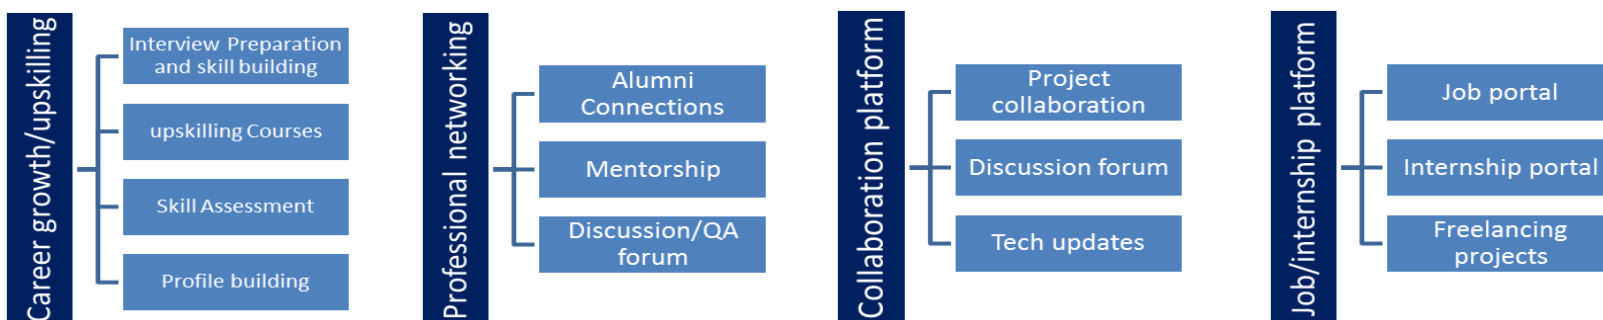 Career growth/upskilling
Interview Preparation
and skill building
upskilling Courses
Skill Assessment
Profile building
Professional networking
Alumni
Connections
Mentorship
Discussion/QA
forum
Collaboration platform
Project
collaboration
Discussion forum
Tech updates
Job/internship platform
Job portal
Internship portal
Freelancing
projects